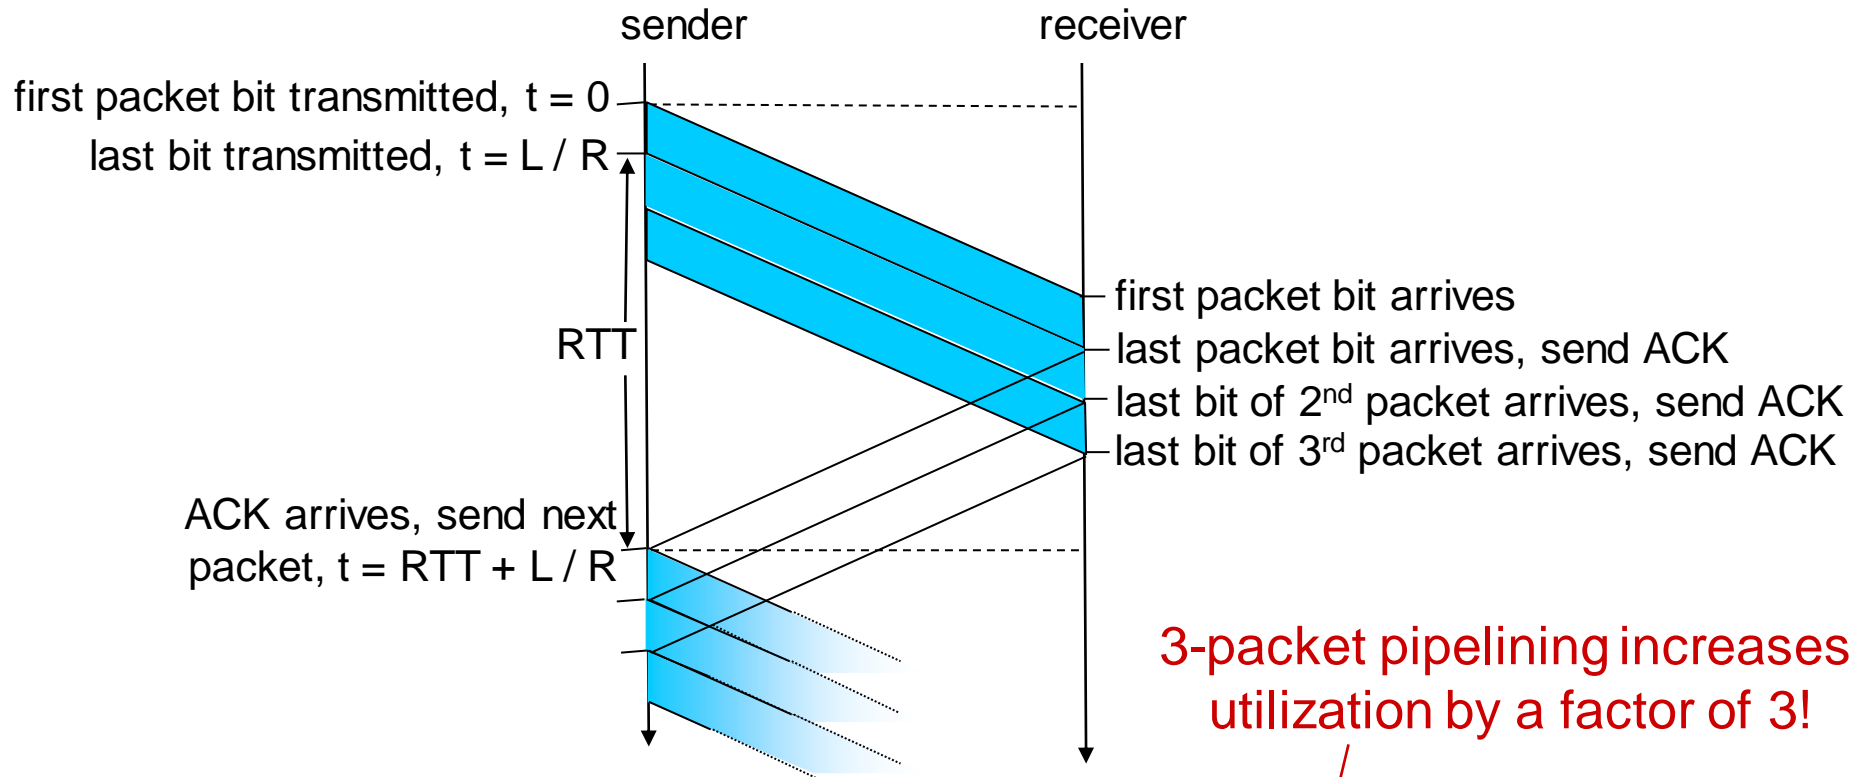 sender
receiver
first packet bit transmitted, t = 0
last bit transmitted, t = L / R
first packet bit arrives
RTT
last packet bit arrives, send ACK
last bit of 2nd packet arrives, send ACK
last bit of 3rd packet arrives, send ACK
ACK arrives, send next
packet, t = RTT + L / R
3-packet pipelining increases
utilization by a factor of 3!